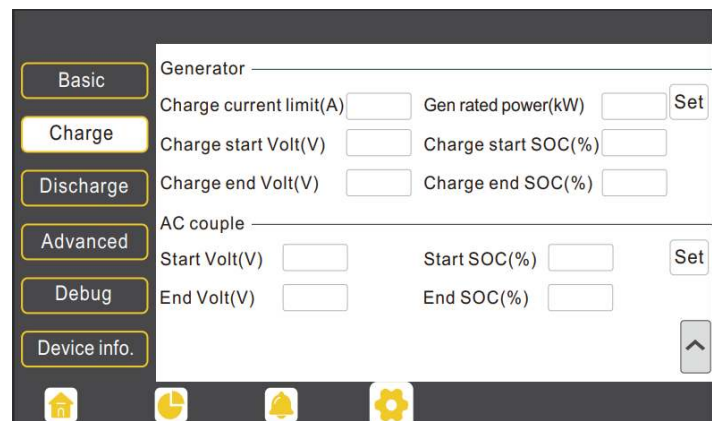 Basic
Charge
Discharge
Advanced
Debug
Device info.
Generator
Charge current limit(A)
Gen rated power(kW)
Set
Charge start Volt(V)
Charge start SOC(%)
Charge end Volt(V)
Charge end SOC(%)
AC couple
Start Volt(V)
Start SOC(%)
Set
End Volt(V)
End SOC(%)